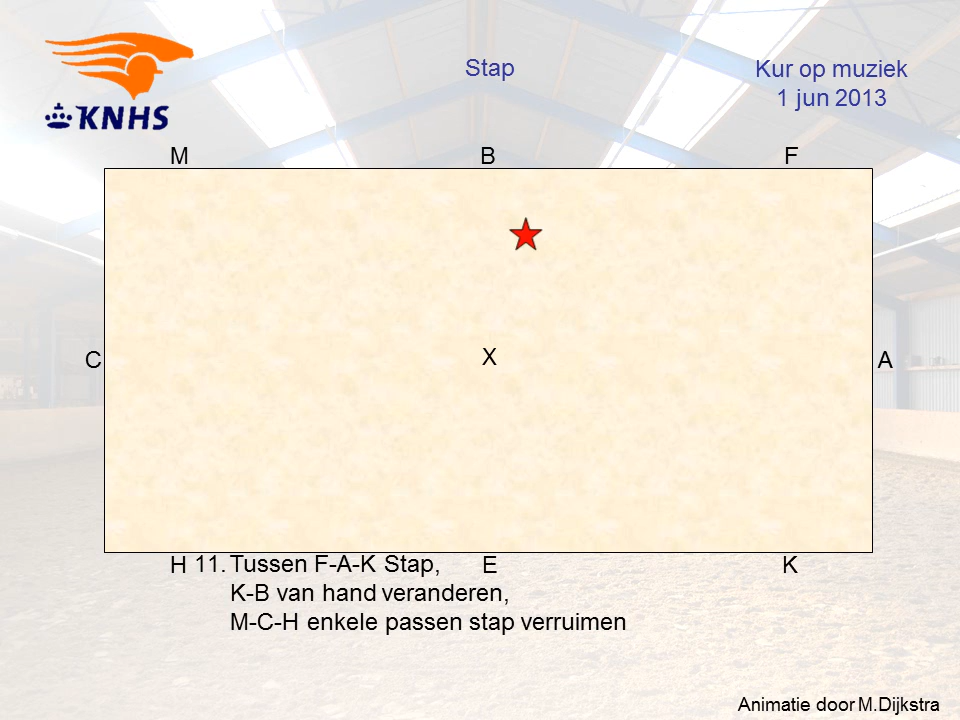 KNHS
Stap
Kur op muziek
1 jun 2013
M B F
C X A
H E K
11. Tussen F-A-K Stap,
K-B van hand veranderen,
M-C-H enkele passen stap verruimen
Animatie door M.Dijkstra